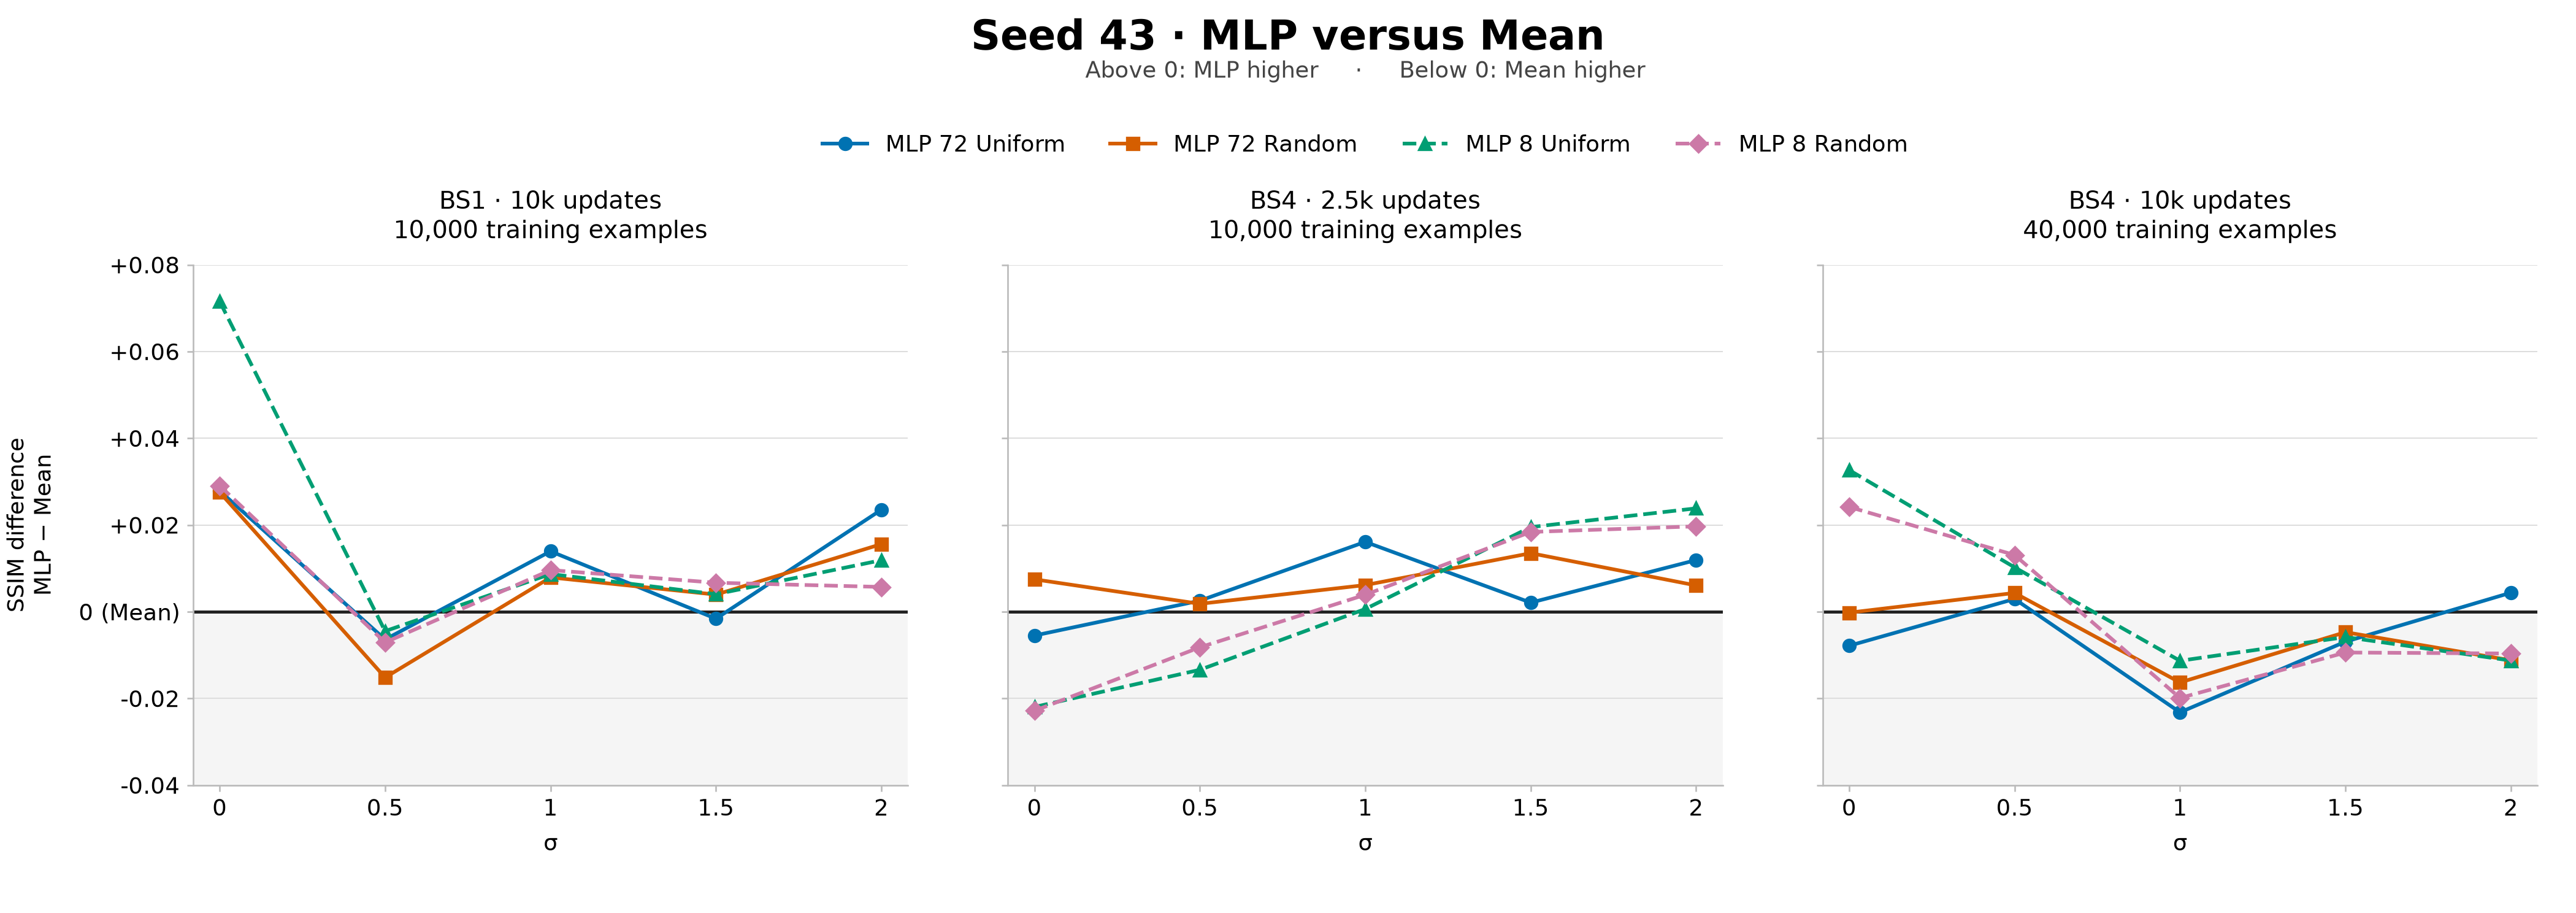 Seed 43 · MLP versus Mean
Above 0: MLP higher · Below 0: Mean higher
MLP 72 Uniform MLP 72 Random MLP 8 Uniform MLP 8 Random
BS1 · 10k updates
10,000 training examples
BS4 · 2.5k updates
10,000 training examples
BS4 · 10k updates
40,000 training examples
SSIM difference
MLP − Mean
+0.08
+0.06
+0.04
+0.02
0 (Mean)
-0.02
-0.04
0 0.5 1 1.5 2
σ
0 0.5 1 1.5 2
σ
0 0.5 1 1.5 2
σ